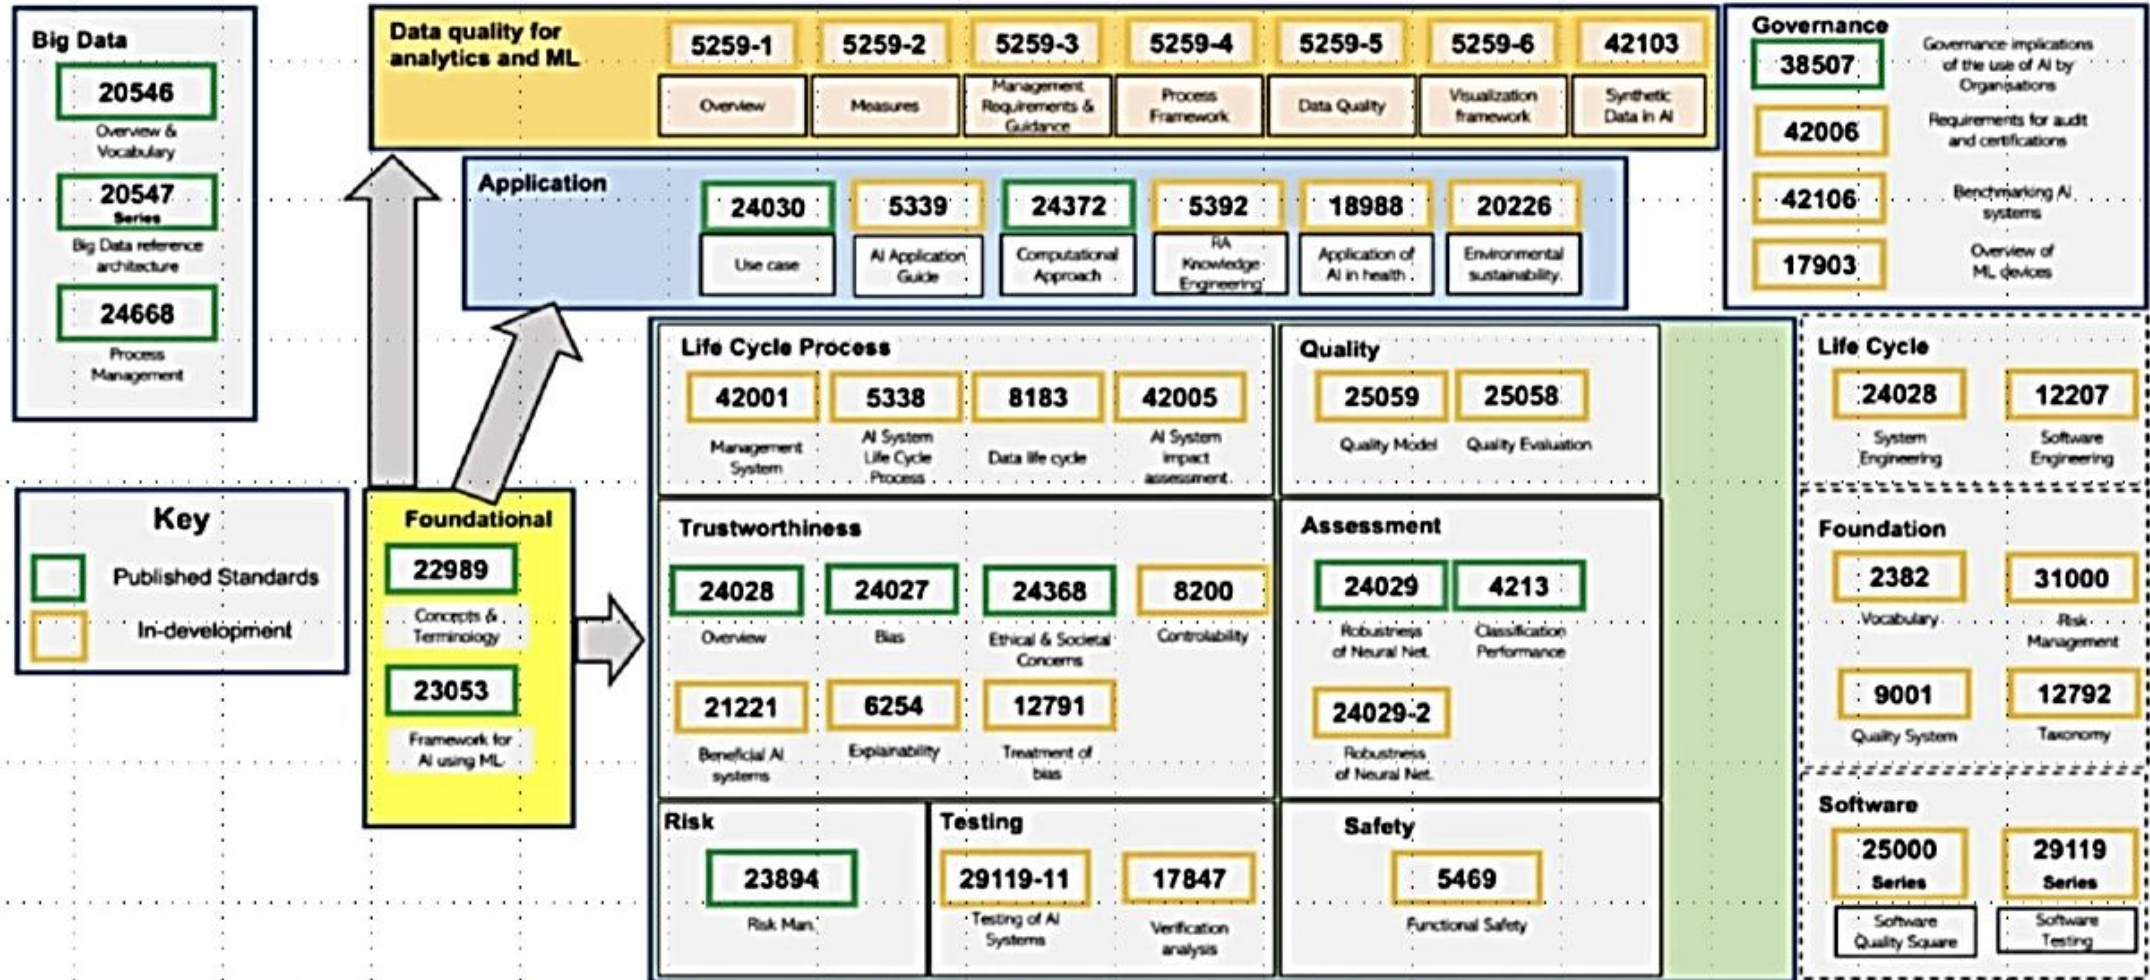 Big Data
20546
Overview &
Vocabulary
20547
Series
Big Data reference
architecture
24668
Process
Management
Data quality for
analytics and ML
5259-1
Overview
5259-2
Measures
5259-3
Management
Requirements &
Guidance
5259-4
Process
Framework
5259-5
Data Quality
5259-6
Visualization
framework
42103
Synthetic
Data in AI
Governance
38507
Governance implications
of the use of AI by
Organisations
42006
Requirements for audit
and certifications
42106
Benchmarking AI
systems
17903
Overview of
ML devices
Application
24030
Use case
5339
AI Application
Guide
24372
Computational
Approach
5392
RA
Knowledge
Engineering
18988
Application of
AI in health
20226
Environmental
sustainability.
Key
Published Standards
In-development
Foundational
22989
Concepts &
Terminology
23053
Framework for
AI using ML
Life Cycle Process
42001
Management
System
5338
AI System
Life Cycle
Process
8183
Data life cycle
42005
AI System
impact
assessment
Quality
25059
Quality Model
25058
Quality Evaluation
Trustworthiness
24028
Overview
24027
Bias
24368
Ethical & Societal
Concerns
8200
Controlability
21221
Beneficial AI
systems
6254
Explainability
12791
Treatment of
bias
Assessment
24029
Robustness
of Neural Net.
4213
Classification
Performance
24029-2
Robustness
of Neural Net.
Risk
23894
Risk Man.
Testing
29119-11
Testing of AI
Systems
17847
Verification
analysis
Safety
5469
Functional Safety
Life Cycle
24028
System
Engineering
12207
Software
Engineering
Foundation
2382
Vocabulary
31000
Risk
Management
9001
Quality System
12792
Taxonomy
Software
25000
Series
Software
Quality Square
29119
Series
Software
Testing